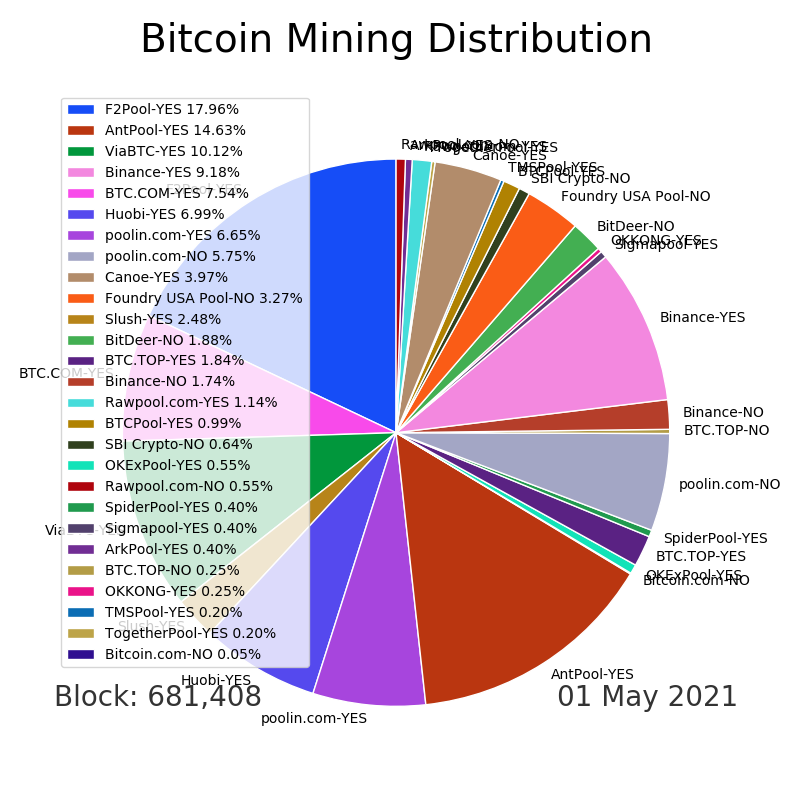 Bitcoin Mining Distribution
F2Pool-YES 17.96%
AntPool-YES 14.63%
ViaBTC-YES 10.12%
Binance-YES 9.18%
BTC.COM-YES 7.54%
Huobi-YES 6.99%
poolin.com-YES 6.65%
poolin.com-NO 5.75%
Canoe-YES 3.97%
Foundry USA Pool-NO 3.27%
Slush-YES 2.48%
BitDeer-NO 1.88%
BTC.TOP-YES 1.84%
Binance-NO 1.74%
Rawpool.com-YES 1.14%
BTCPool-YES 0.99%
SBI Crypto-NO 0.64%
OKExPool-YES 0.55%
Rawpool.com-NO 0.55%
SpiderPool-YES 0.40%
Sigmapool-YES 0.40%
ArkPool-YES 0.40%
BTC.TOP-NO 0.25%
OKKONG-YES 0.25%
TMSPool-YES 0.20%
TogetherPool-YES 0.20%
Bitcoin.com-NO 0.05%
Rawpool.com-NO
Canoe-YES
TMSPool-YES
BTCPool-YES
SBI Crypto-NO
Foundry USA Pool-NO
BitDeer-NO
OKKONG-YES
Sigmapool-YES
Binance-YES
Binance-NO
BTC.TOP-NO
poolin.com-NO
SpiderPool-YES
BTC.TOP-YES
OKExPool-YES
Bitcoin.com-NO
AntPool-YES
poolin.com-YES
Huobi-YES
Slush-YES
ViaBTC-YES
BTC.COM-YES
F2Pool-YES
Block: 681,408
01 May 2021